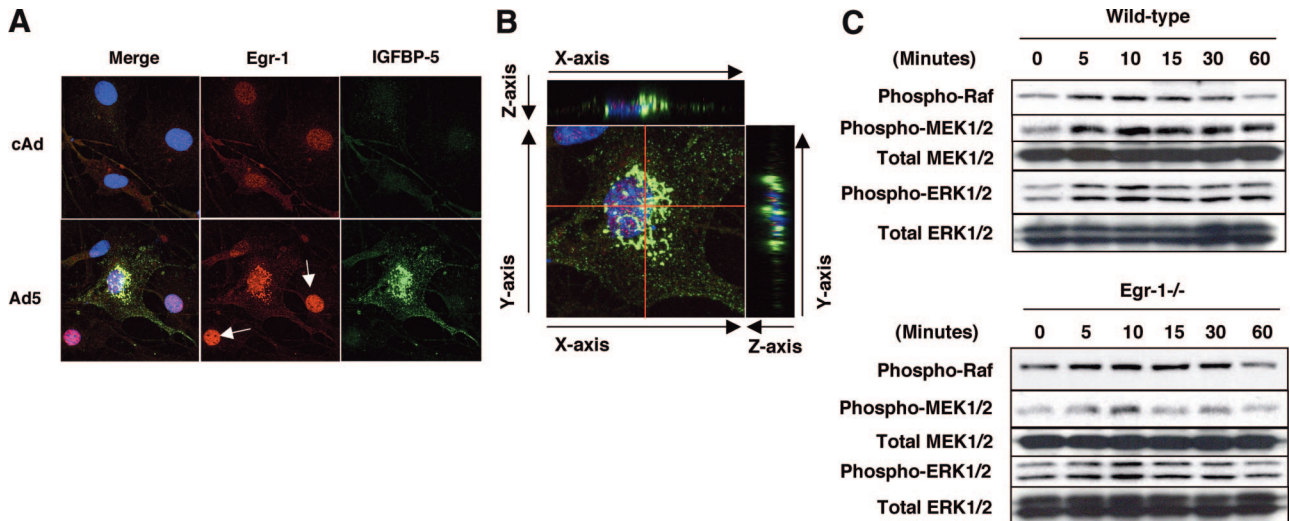 A
Merge
Egr-1
IGFBP-5
cAd
Ad5
B
X-axis
Z-axis
Y-axis
Y-axis
X-axis
Z-axis
C
Wild-type
(Minutes)
0 5 10 15 30 60
Phospho-Raf
Phospho-MEK1/2
Total MEK1/2
Phospho-ERK1/2
Total ERK1/2
Egr-1-/-
(Minutes)
0 5 10 15 30 60
Phospho-Raf
Phospho-MEK1/2
Total MEK1/2
Phospho-ERK1/2
Total ERK1/2